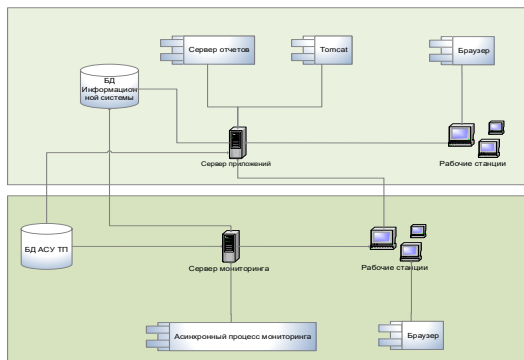 Сервер отчетов
Tomcat
Браузер
БД
Информацион
ной системы
Сервер приложений
Рабочие станции
БД АСУ ТП
Сервер мониторинга
Рабочие станции
Асинхронный процесс мониторинга
Браузер